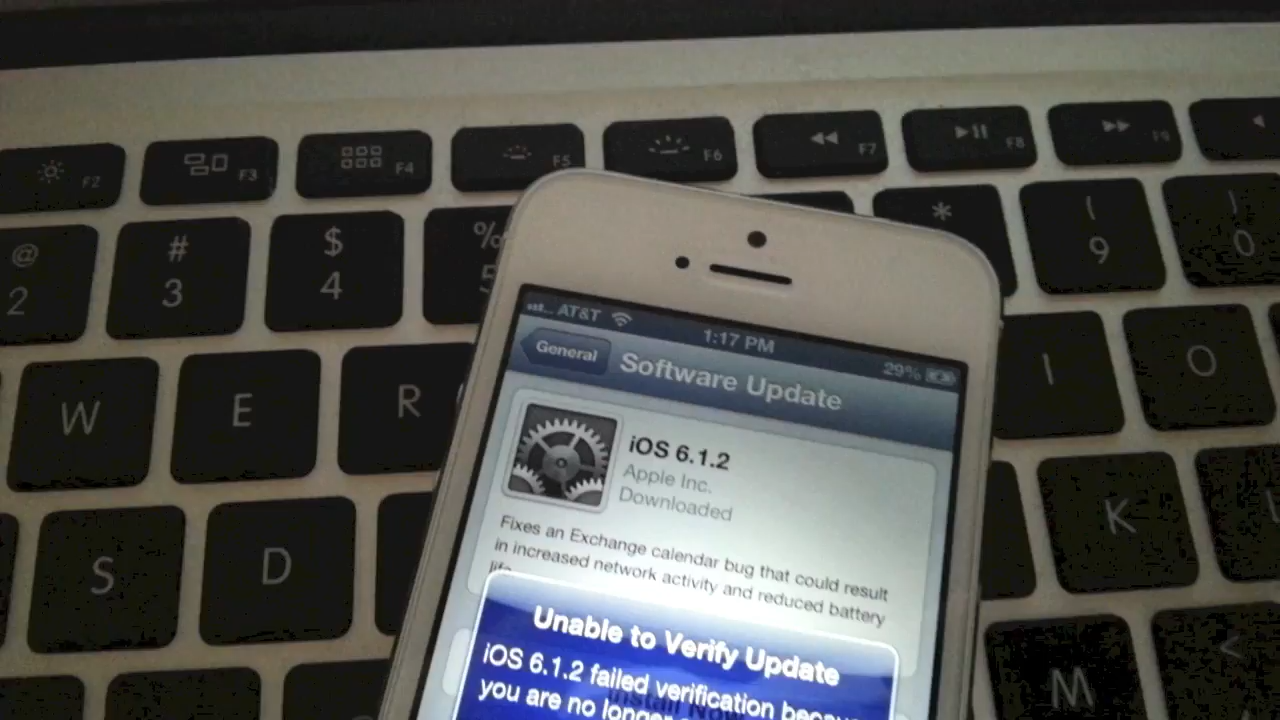 F2 F3 F4 F5 F6 F7 F8 F9
@ # $ % * ( )
2 3 4 5 9 0
W E R I O
S D K
M <
AT&T 1:17 PM 29%
General Software Update
iOS 6.1.2
Apple Inc.
Downloaded
Fixes an Exchange calendar bug that could result
in increased network activity and reduced battery
life.
Unable to Verify Update
iOS 6.1.2 failed verification because
you are no longer
Install Now